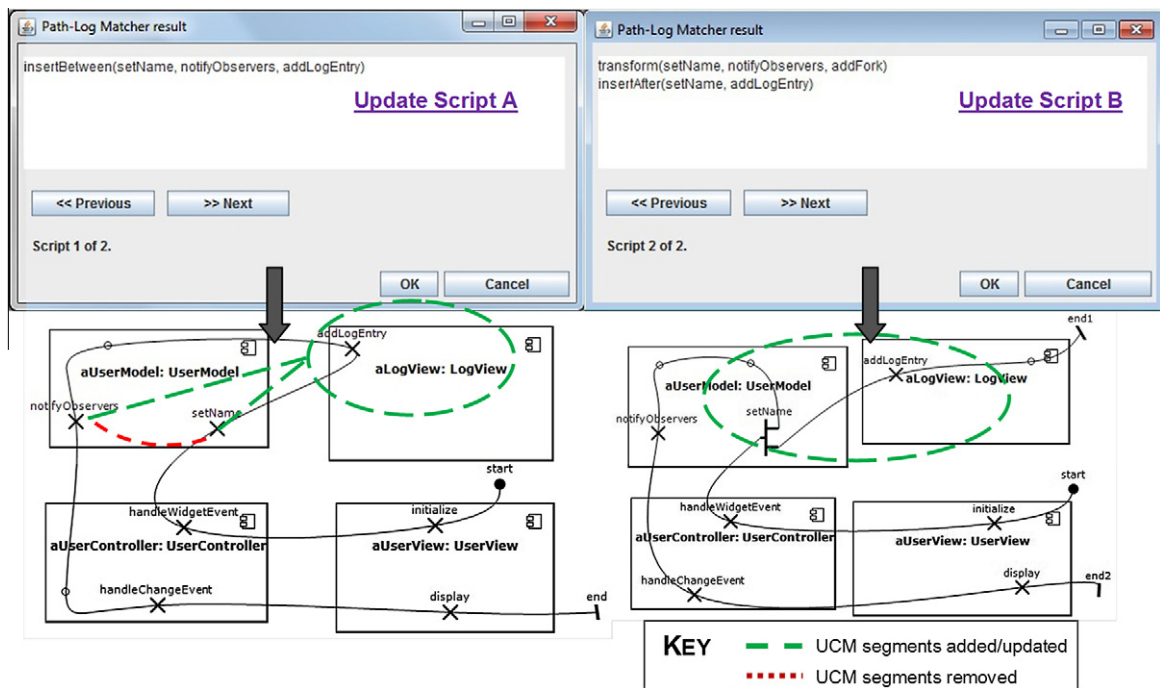 Path-Log Matcher result
insertBetween(setName, notifyObservers, addLogEntry)
Update Script A
<< Previous
>> Next
Script 1 of 2.
OK
Cancel
Path-Log Matcher result
transform(setName, notifyObservers, addFork)
insertAfter(setName, addLogEntry)
Update Script B
<< Previous
>> Next
Script 2 of 2.
OK
Cancel
addLogEntry
aUserModel: UserModel
aLogView: LogView
notifyObservers
setName
start
handleWidgetEvent
initialize
aUserController: UserController
aUserView: UserView
handleChangeEvent
display
end
end1
addLogEntry
aUserModel: UserModel
aLogView: LogView
setName
notifyObservers
start
handleWidgetEvent
initialize
aUserController: UserController
aUserView: UserView
display
handleChangeEvent
end2
KEY
UCM segments added/updated
UCM segments removed